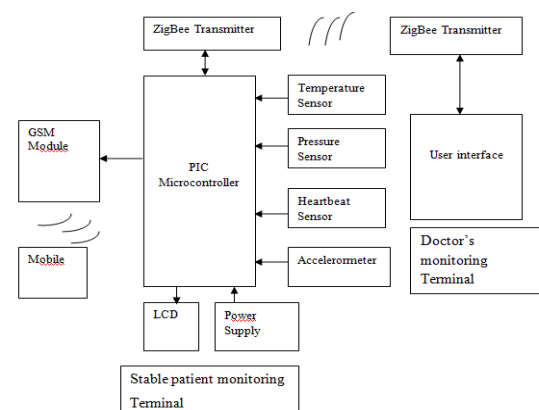 ZigBee Transmitter
ZigBee Transmitter
Temperature
Sensor
GSM
Module
Pressure
Sensor
PIC
Microcontroller
User interface
Heartbeat
Sensor
Mobile
Accelerormeter
Doctor's
monitoring
Terminal
LCD
Power
Supply
Stable patient monitoring
Terminal